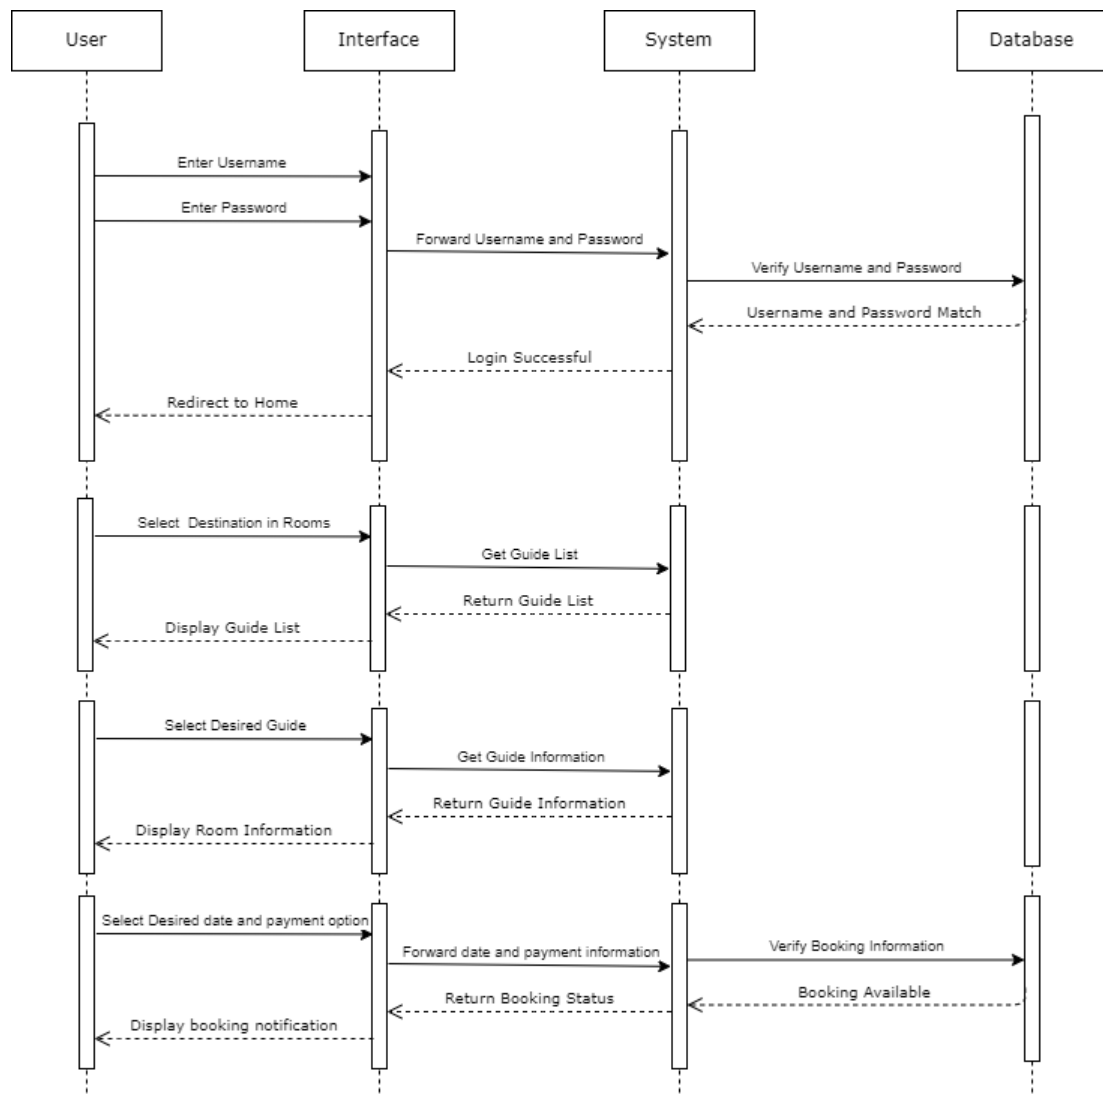 User
Interface
System
Database
Enter Username
Enter Password
Forward Username and Password
Verify Username and Password
Username and Password Match
Login Successful
Redirect to Home
Select Destination in Rooms
Get Guide List
Return Guide List
Display Guide List
Select Desired Guide
Get Guide Information
Return Guide Information
Display Room Information
Select Desired date and payment option
Forward date and payment information
Verify Booking Information
Booking Available
Return Booking Status
Display booking notification